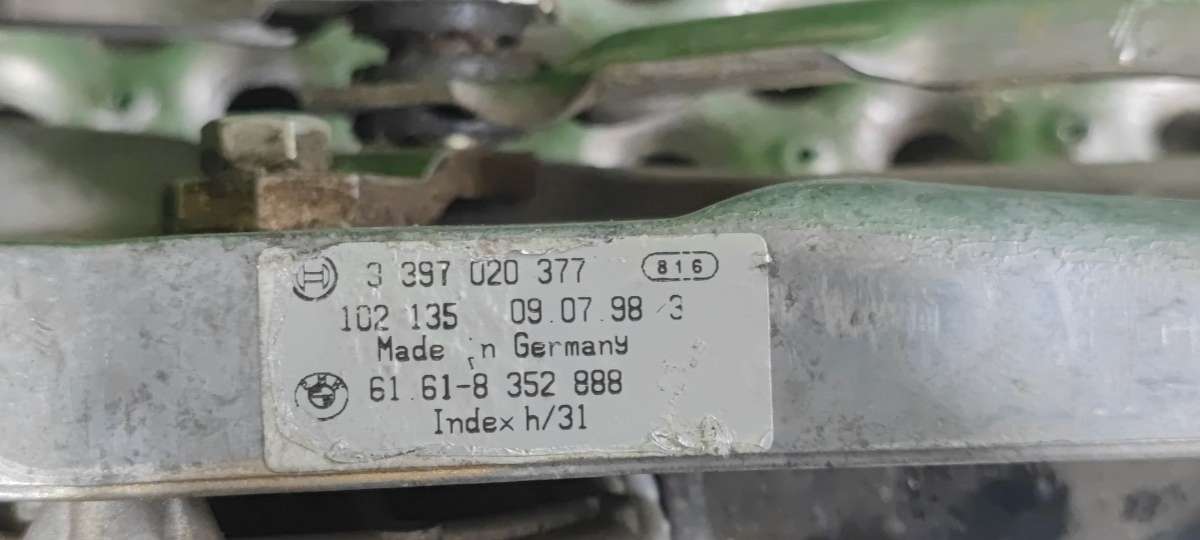 3 397 020 377 816
102 135 09.07.98 /3
Made in Germany
61.61-8 352 888
Index h/31